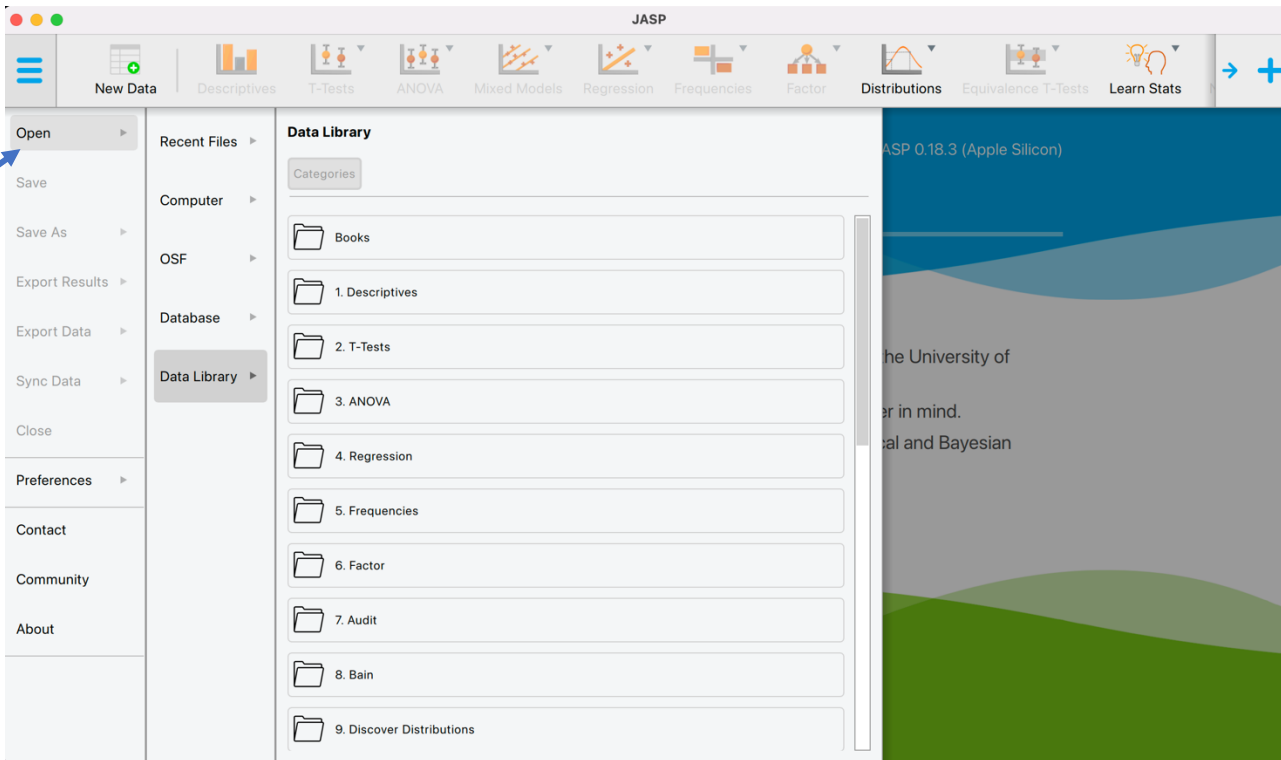 JASP
New Data
Descriptives
T-Tests
ANOVA
Mixed Models
Regression
Frequencies
Factor
Distributions
Equivalence T-Tests
Learn Stats
Open
Save
Save As
Export Results
Export Data
Sync Data
Close
Preferences
Contact
Community
About
Recent Files
Computer
OSF
Database
Data Library
Data Library
Categories
Books
1. Descriptives
2. T-Tests
3. ANOVA
4. Regression
5. Frequencies
6. Factor
7. Audit
8. Bain
9. Discover Distributions
ASP 0.18.3 (Apple Silicon)
he University of
er in mind.
cal and Bayesian